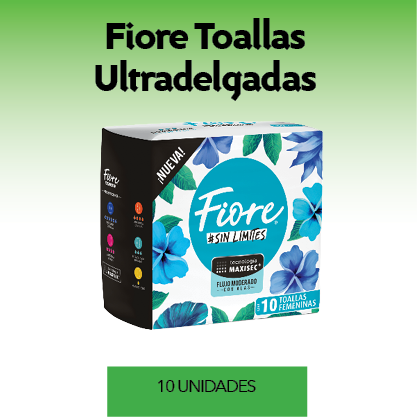 Fiore Toallas
Ultradelgadas
¡NUEVA!
Fiore
Fiore
#SIN LIMITES
tecnología
MAXISEC
FLUJO MODERADO
CON ALAS
10 TOALLAS
FEMENINAS
10 UNIDADES